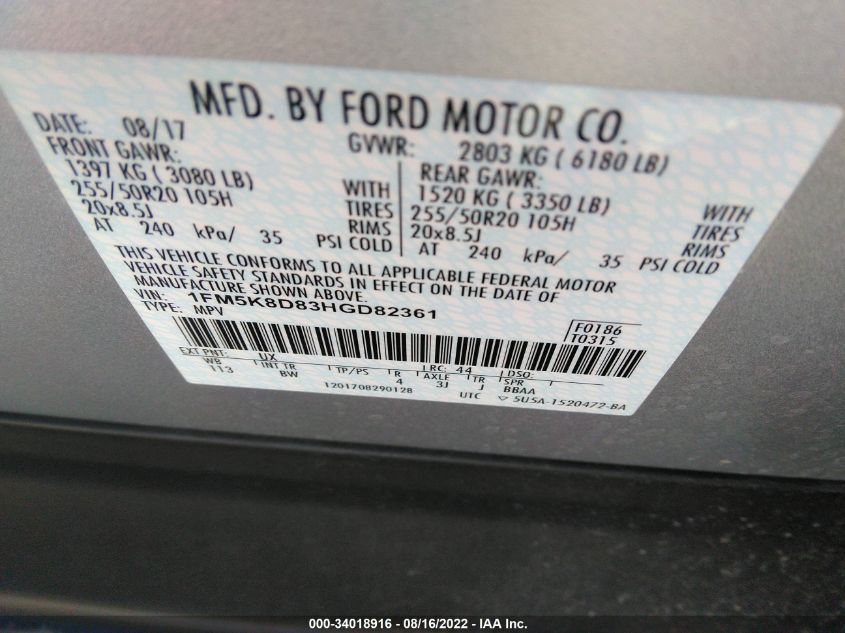 MFD. BY FORD MOTOR CO.
DATE: 08/17 GVWR: 2803 KG ( 6180 LB)
FRONT GAWR: REAR GAWR:
1397 KG ( 3080 LB) WITH 1520 KG ( 3350 LB) WITH
255/50R20 105H TIRES 255/50R20 105H TIRES
20x8.5J RIMS 20x8.5J RIMS
AT 240 kPa/ 35 PSI COLD AT 240 kPa/ 35 PSI COLD
THIS VEHICLE CONFORMS TO ALL APPLICABLE FEDERAL MOTOR
VEHICLE SAFETY STANDARDS IN EFFECT ON THE DATE OF
MANUFACTURE SHOWN ABOVE.
VIN: 1FM5K8D83HGD82361
TYPE: MPV
F0186
T0315
EXT PNT: UX LRC: 44 DSO:
WB INT TR TP/PS R AXLE TR SPR
113 BW 4 3J J BBAA
1201708290128 UTC ▽ 5U5A-1520472-BA
000-34018916 - 08/16/2022 - IAA Inc.